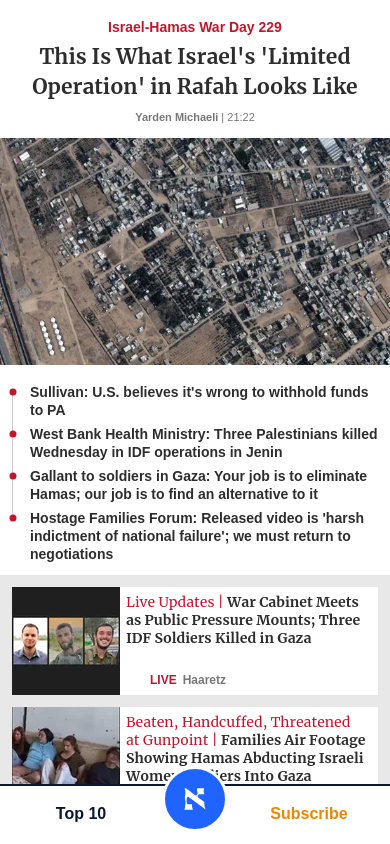 Israel-Hamas War Day 229
This Is What Israel's 'Limited
Operation' in Rafah Looks Like
Yarden Michaeli | 21:22
Sullivan: U.S. believes it's wrong to withhold funds
to PA
West Bank Health Ministry: Three Palestinians killed
Wednesday in IDF operations in Jenin
Gallant to soldiers in Gaza: Your job is to eliminate
Hamas; our job is to find an alternative to it
Hostage Families Forum: Released video is 'harsh
indictment of national failure'; we must return to
negotiations
Live Updates | War Cabinet Meets
as Public Pressure Mounts; Three
IDF Soldiers Killed in Gaza
LIVE Haaretz
Beaten, Handcuffed, Threatened
at Gunpoint | Families Air Footage
Showing Hamas Abducting Israeli
Into Gaza
Top 10
Subscribe